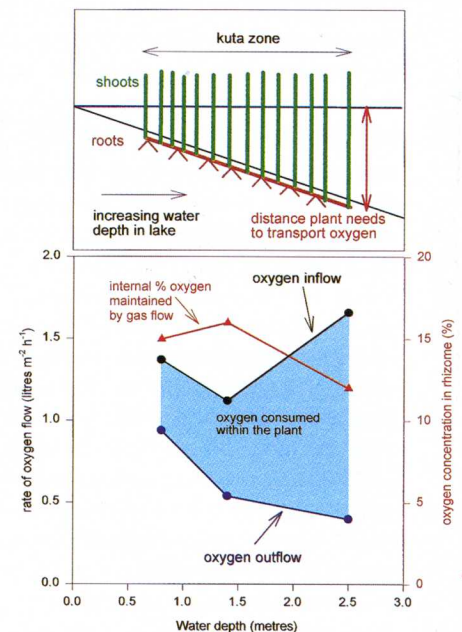 kuta zone
shoots
roots
increasing water
depth in lake
distance plant needs
to transport oxygen
2.0
20
internal % oxygen
maintained
by gas flow
oxygen inflow
1.5
15
rate of oxygen flow (litres m⁻² h⁻¹)
1.0
10
oxygen consumed
within the plant
oxygen concentration in rhizome (%)
0.5
5
oxygen outflow
0.0
0
0.0 0.5 1.0 1.5 2.0 2.5 3.0
Water depth (metres)